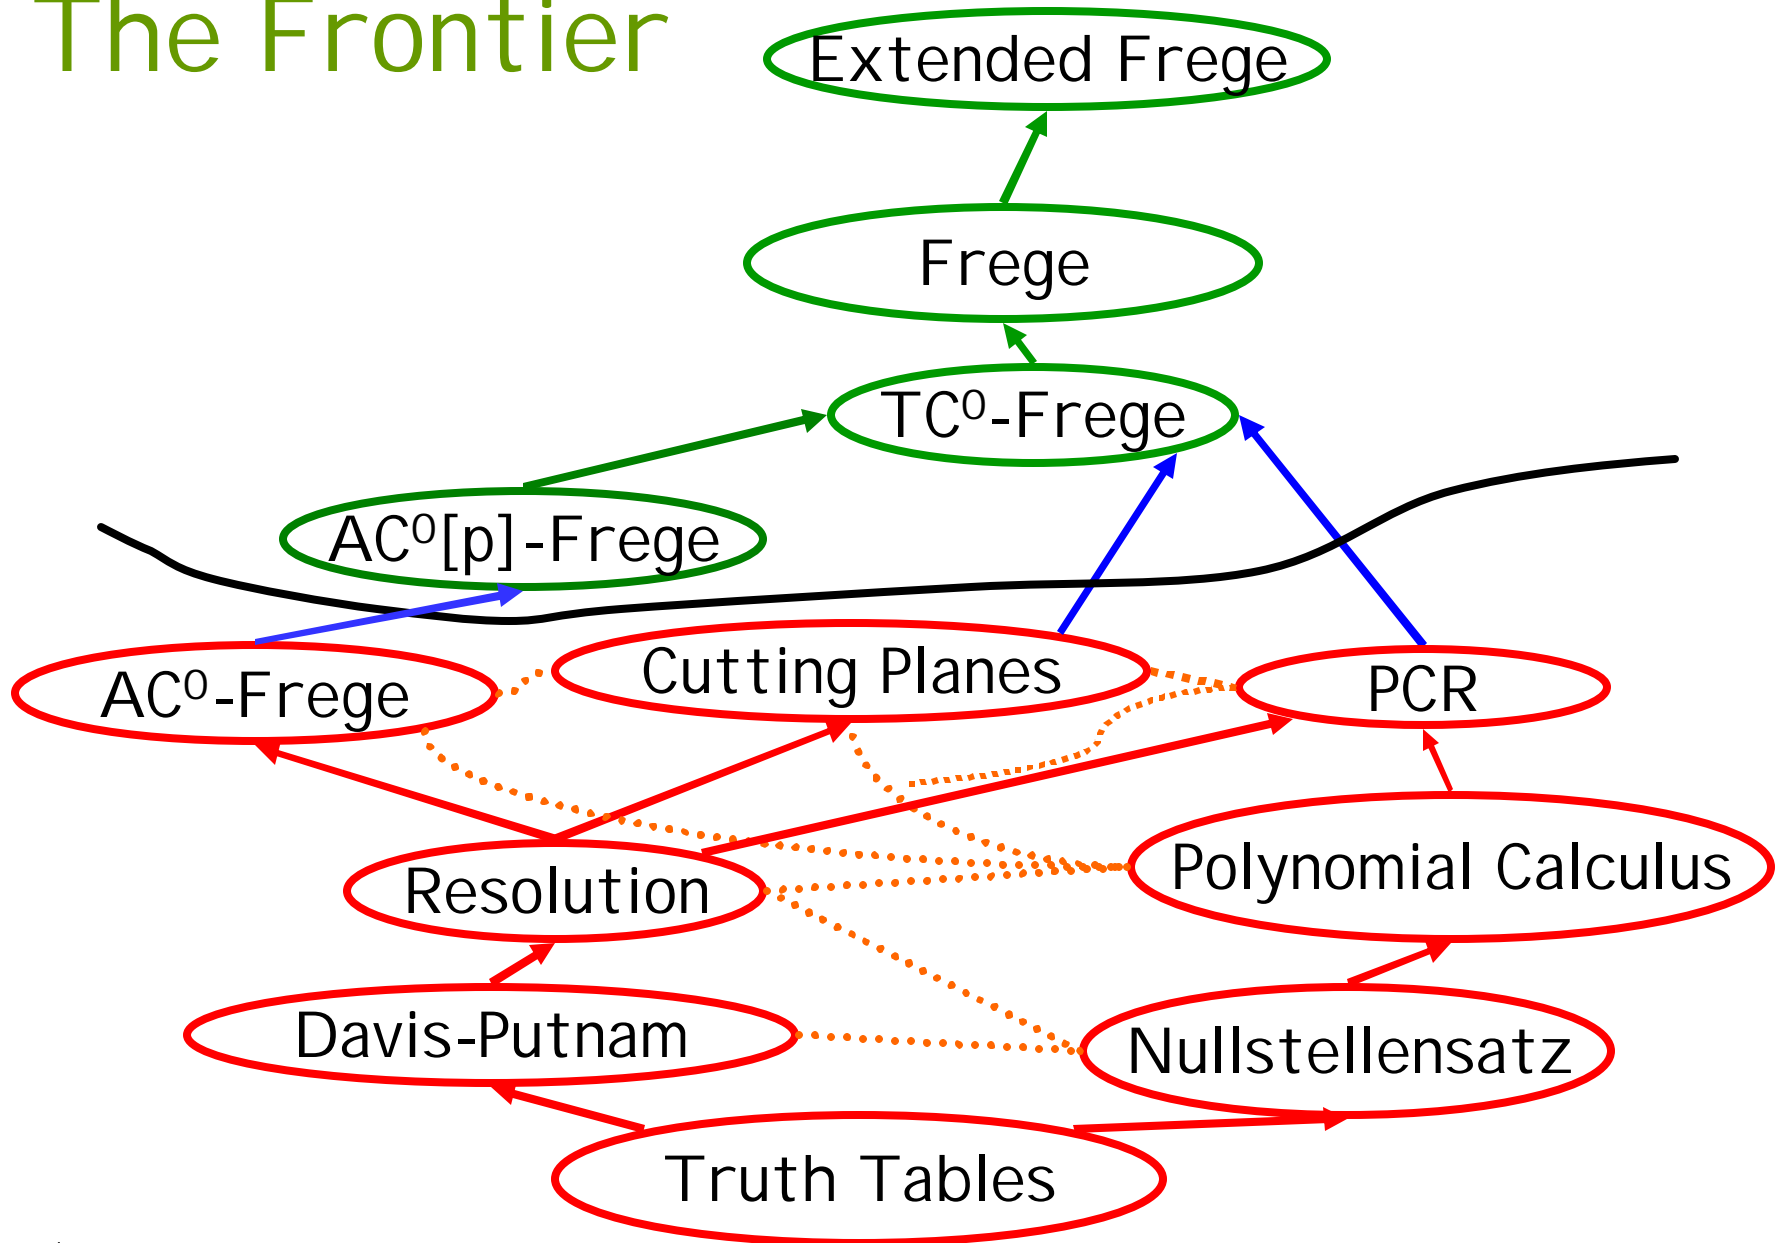 The Frontier
Extended Frege
Frege
TC⁰-Frege
AC⁰[p]-Frege
AC⁰-Frege
Cutting Planes
PCR
Resolution
Polynomial Calculus
Davis-Putnam
Nullstellensatz
Truth Tables